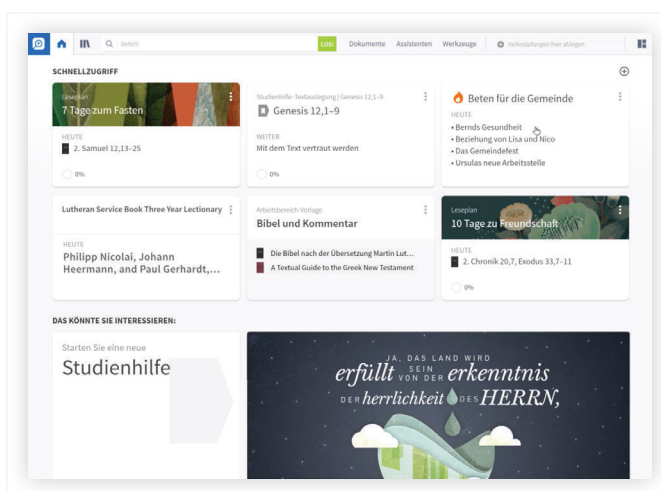 Befehl
LOS!
Dokumente
Assistenten
Werkzeuge
Verknüpfungen hier ablegen
SCHNELLZUGRIFF
Leseplan
7 Tage zum Fasten
HEUTE
2. Samuel 12,13–25
0%
Studienhilfe: Textauslegung | Genesis 12,1–9
Genesis 12,1–9
WEITER
Mit dem Text vertraut werden
0%
Beten für die Gemeinde
HEUTE
• Bernds Gesundheit
• Beziehung von Lisa und Nico
• Das Gemeindefest
• Ursulas neue Arbeitsstelle
Lutheran Service Book Three Year Lectionary
HEUTE
Philipp Nicolai, Johann
Heermann, and Paul Gerhardt,...
Arbeitsbereich-Vorlage
Bibel und Kommentar
Die Bibel nach der Übersetzung Martin Lut...
A Textual Guide to the Greek New Testament
Leseplan
10 Tage zu Freundschaft
HEUTE
2. Chronik 20,7, Exodus 33,7–11
0%
DAS KÖNNTE SIE INTERESSIEREN:
Starten Sie eine neue
Studienhilfe
JA, DAS LAND WIRD
erfüllt SEIN VON DER erkenntnis
DER herrlichkeit DES HERRN,